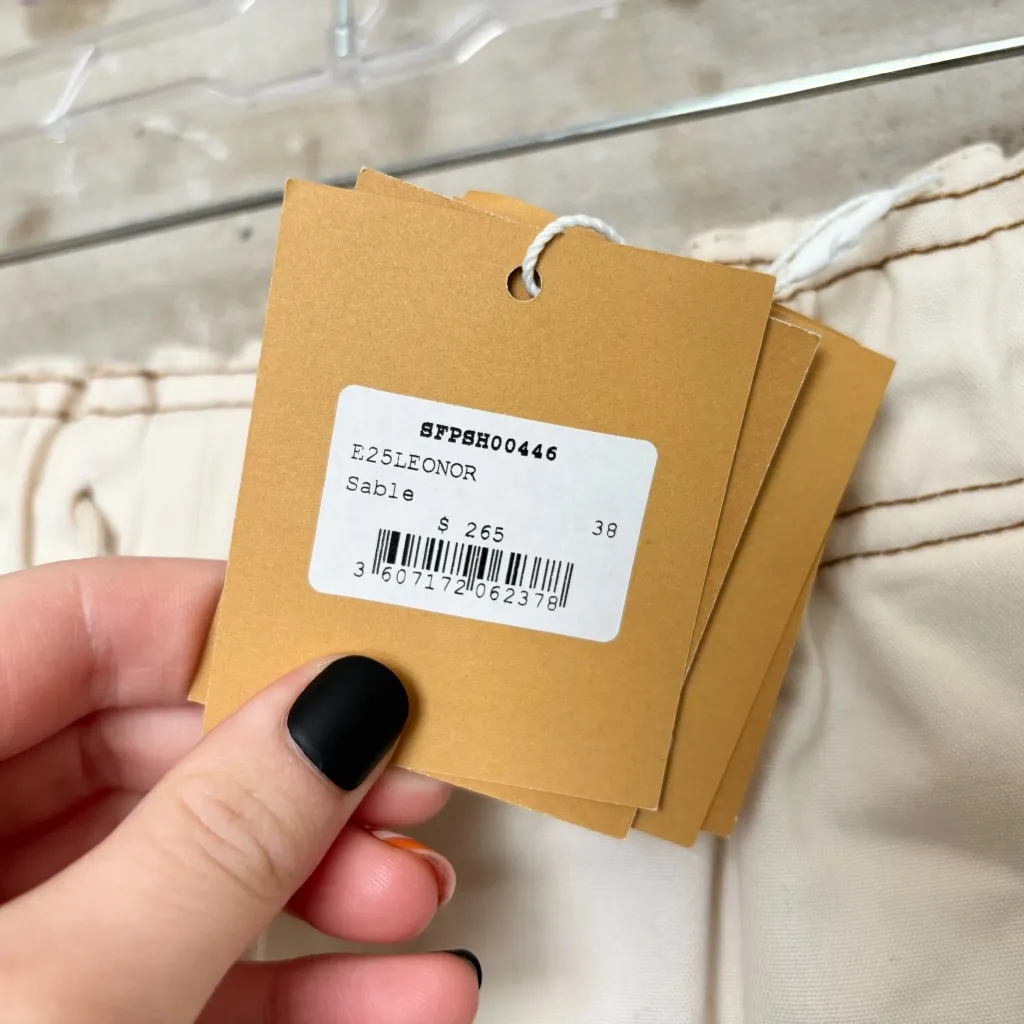 SFPSH00446
E25LEONOR
Sable
$ 265 38
3 607172 062378